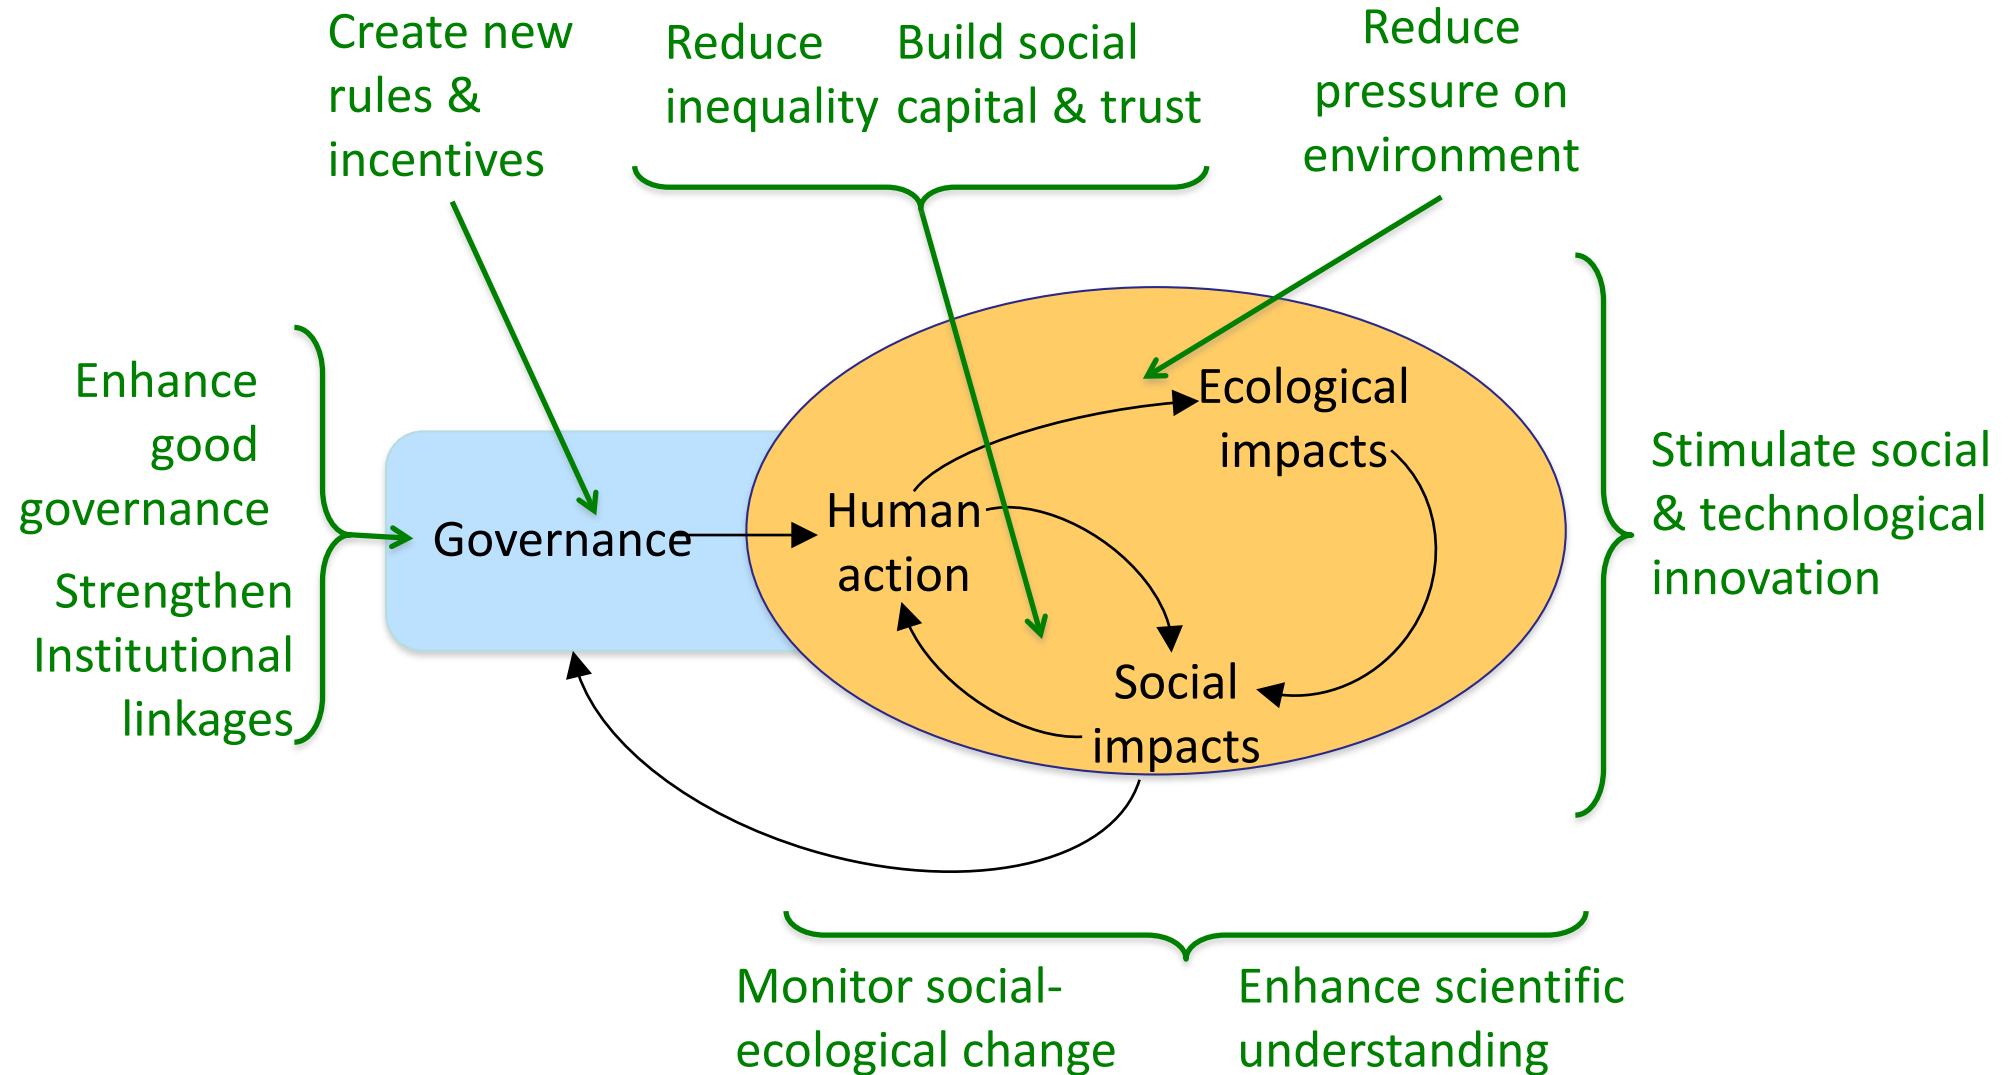 Create new
rules &
incentives
Reduce
inequality
Build social
capital & trust
Reduce
pressure on
environment
Enhance
good
governance
Strengthen
Institutional
linkages
Governance
Human
action
Ecological
impacts
Social
impacts
Stimulate social
& technological
innovation
Monitor social-
ecological change
Enhance scientific
understanding